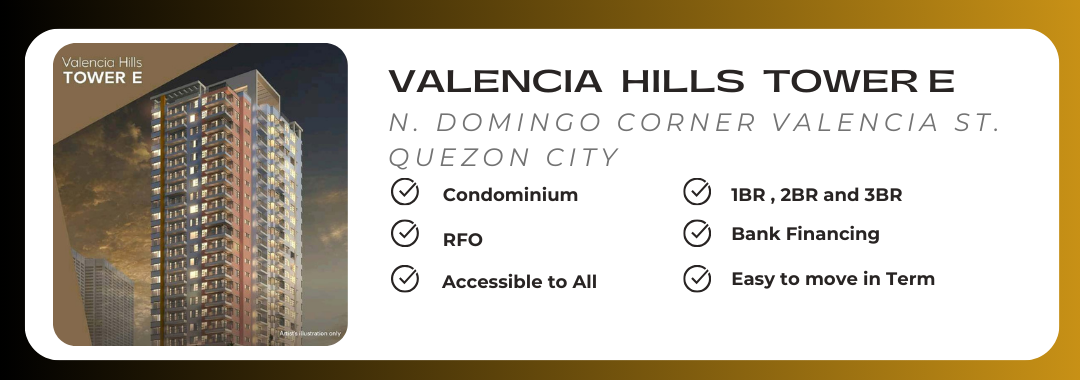 Valencia Hills
TOWER E
Artist's illustration only
VALENCIA HILLS TOWER E
N. DOMINGO CORNER VALENCIA ST.
QUEZON CITY
Condominium
1BR , 2BR and 3BR
RFO
Bank Financing
Accessible to All
Easy to move in Term